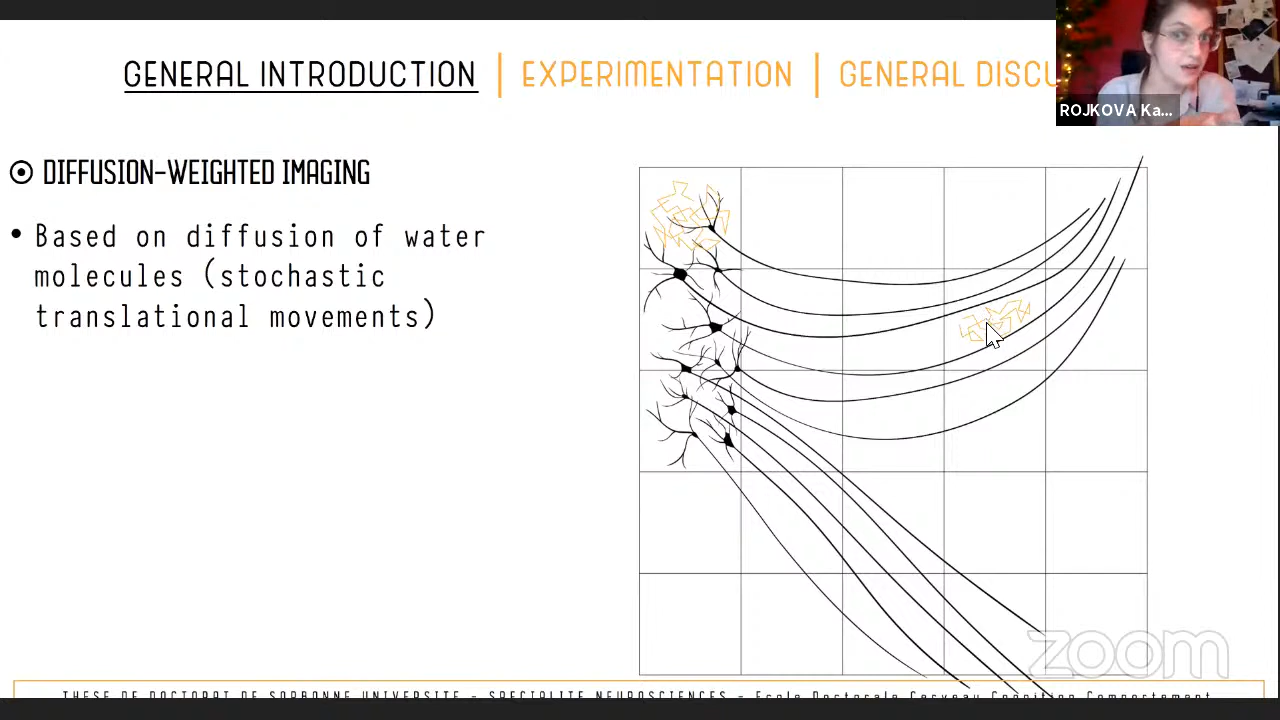 GENERAL INTRODUCTION | EXPERIMENTATION | GENERAL DISCU
ROJKOVA Ka...
DIFFUSION-WEIGHTED IMAGING
• Based on diffusion of water
molecules (stochastic
translational movements)
zoom
THESE DE DOCTORAT DE SORBONNE UNIVERSITE - SPECIALITE NEUROSCIENCES - Ecole Doctorale Cerveau Cognition Comportement